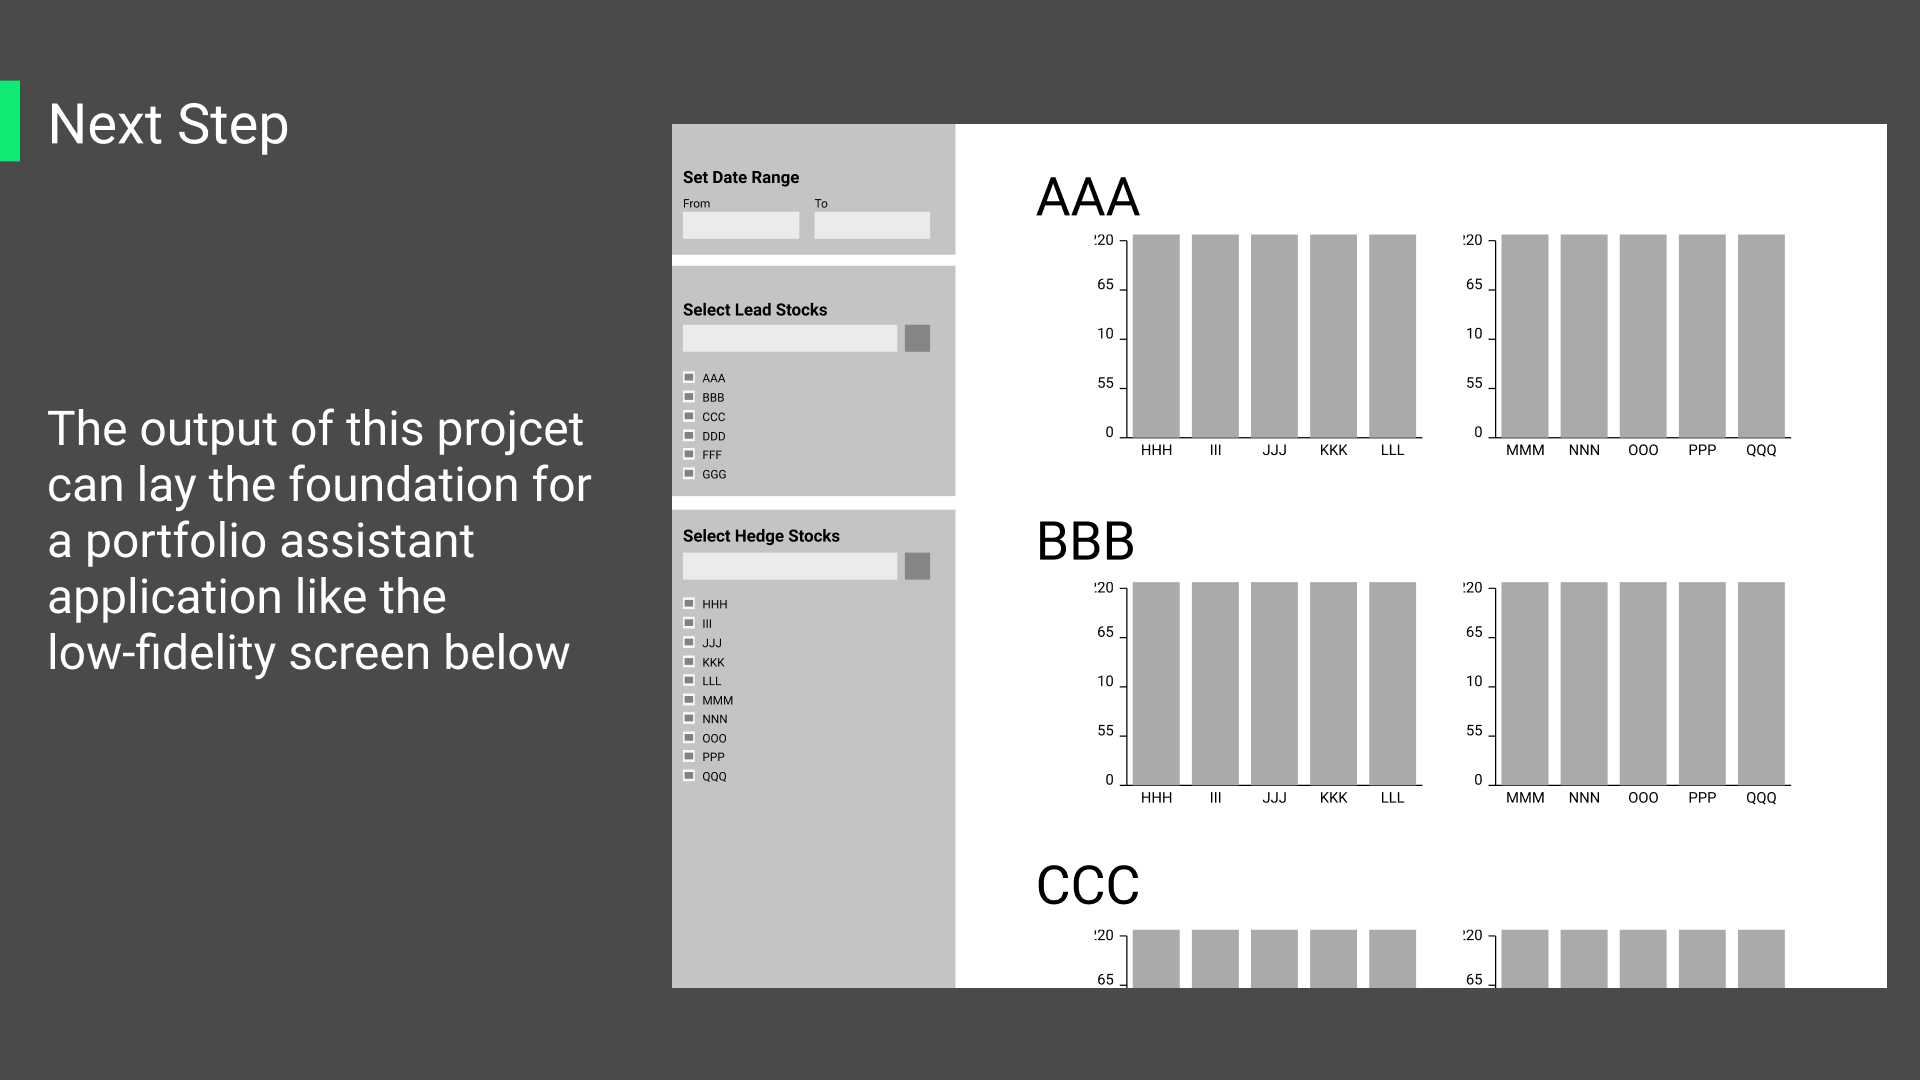 Next Step
The output of this projcet
can lay the foundation for
a portfolio assistant
application like the
low-fidelity screen below
Set Date Range
From To
Select Lead Stocks
AAA
BBB
CCC
DDD
FFF
GGG
Select Hedge Stocks
HHH
III
JJJ
KKK
LLL
MMM
NNN
OOO
PPP
QQQ
AAA
20 20
65 65
10 10
55 55
0 0
HHH III JJJ KKK LLL MMM NNN OOO PPP QQQ
BBB
20 20
65 65
10 10
55 55
0 0
HHH III JJJ KKK LLL MMM NNN OOO PPP QQQ
CCC
20 20
65 65